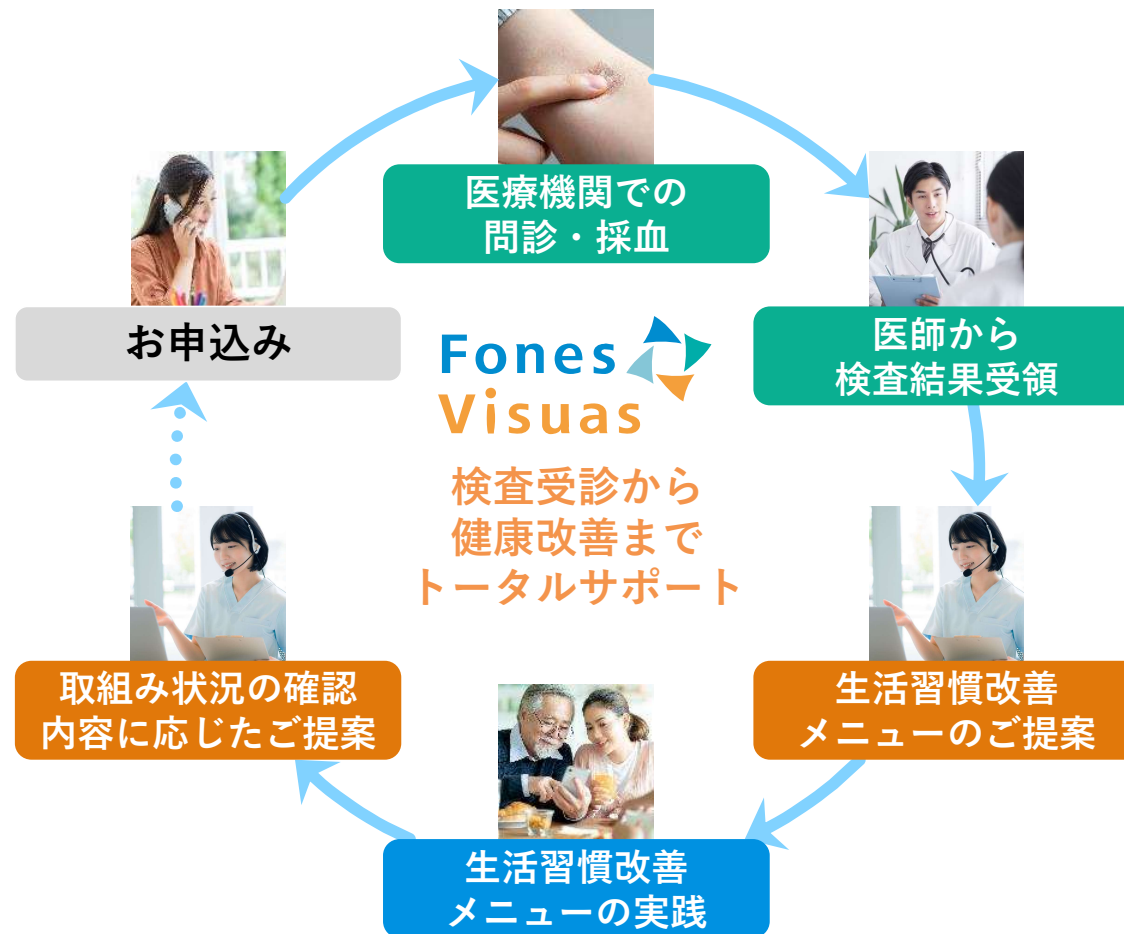 医療機関での
問診・採血
お申込み
医師から
検査結果受領
Fones
Visuas
検査受診から
健康改善まで
トータルサポート
取組み状況の確認
内容に応じたご提案
生活習慣改善
メニューのご提案
生活習慣改善
メニューの実践